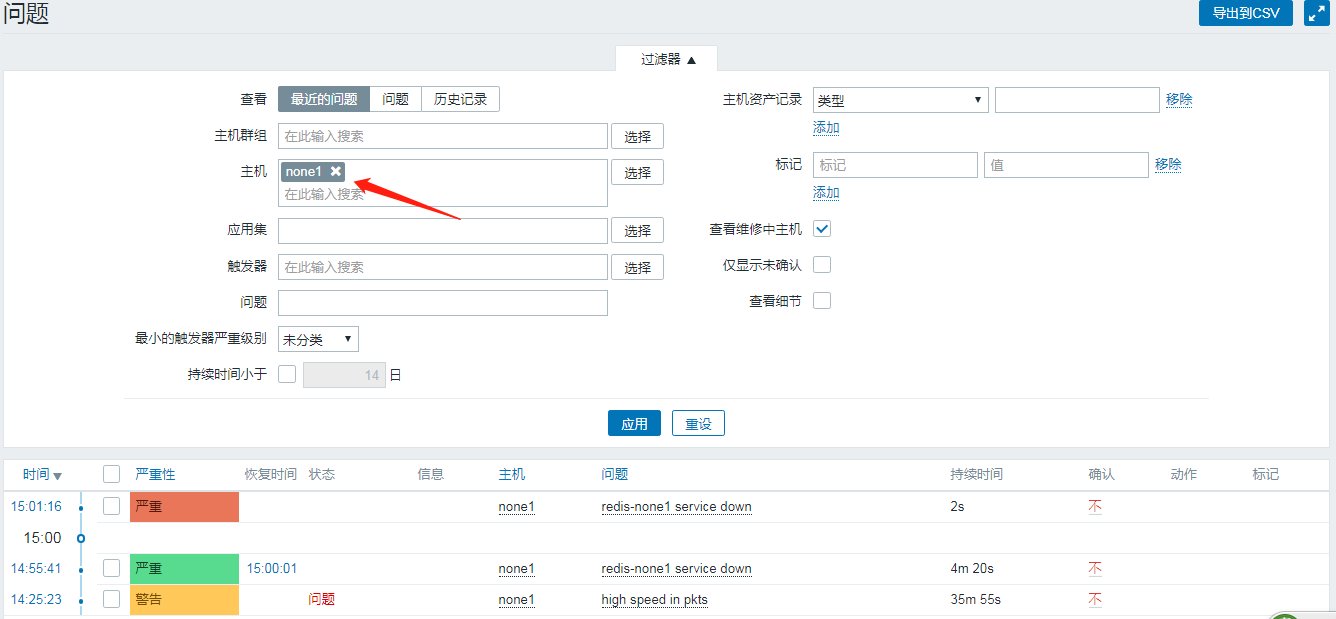 问题 导出到CSV
过滤器 ▲
查看 最近的问题 问题 历史记录 主机资产记录 类型 移除
添加
主机群组 在此输入搜索 选择
主机 none1 选择 标记 标记 值 移除
在此输入搜索 添加
应用集 选择 查看维修中主机
触发器 在此输入搜索 选择 仅显示未确认
问题 查看细节
最小的触发器严重级别 未分类
持续时间小于 14 日
应用 重设
时间 严重性 恢复时间 状态 信息 主机 问题 持续时间 确认 动作 标记
15:01:16 严重 none1 redis-none1 service down 2s 不
15:00
14:55:41 严重 15:00:01 none1 redis-none1 service down 4m 20s 不
14:25:23 警告 问题 none1 high speed in pkts 35m 55s 不